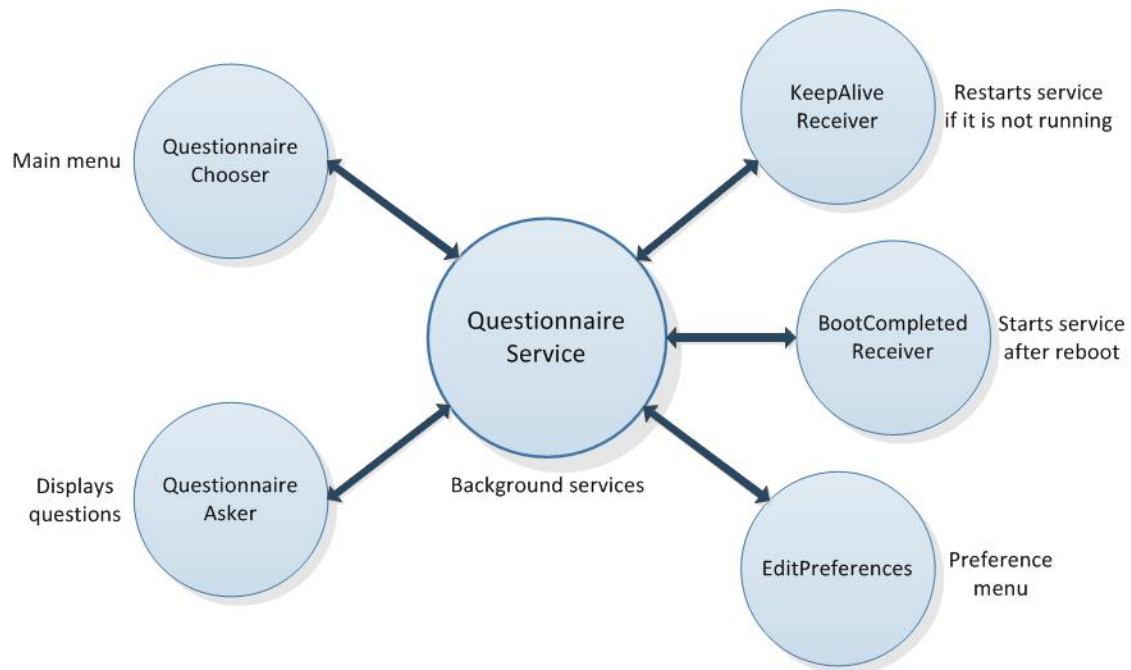 Main menu
Questionnaire
Chooser
KeepAlive
Receiver
Restarts service
if it is not running
Questionnaire
Service
Background services
BootCompleted
Receiver
Starts service
after reboot
Displays
questions
Questionnaire
Asker
EditPreferences
Preference
menu